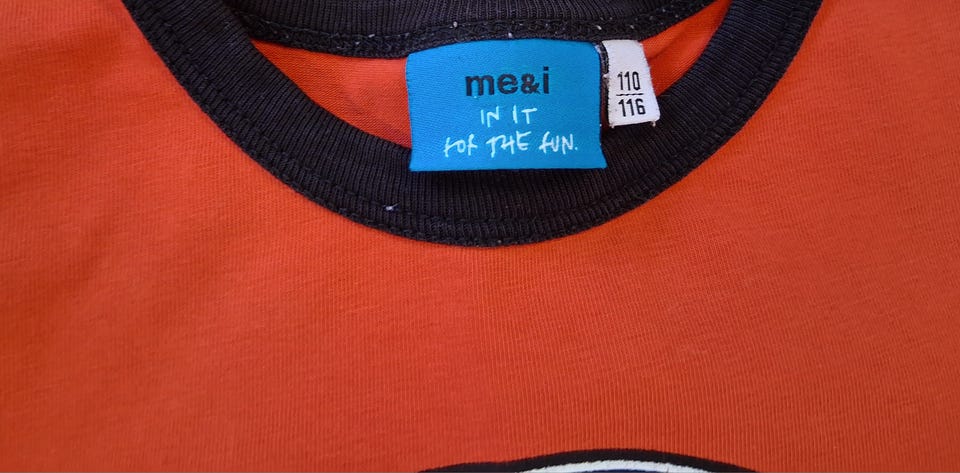 me&i
IN IT
FOR THE FUN.
110
116